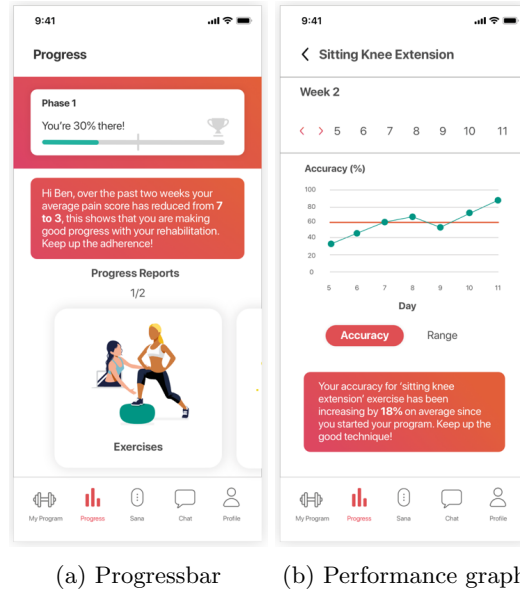 9:41
Progress
Phase 1
You're 30% there!
Hi Ben, over the past two weeks your
average pain score has reduced from 7
to 3, this shows that you are making
good progress with your rehabilitation.
Keep up the adherence!
Progress Reports
1/2
Exercises
My Program Progress Sana Chat Profile
(a) Progressbar
9:41
Sitting Knee Extension
Week 2
< > 5 6 7 8 9 10 11
Accuracy (%)
100
80
60
40
20
0
5 6 7 8 9 10 11
Day
Accuracy Range
Your accuracy for 'sitting knee
extension' exercise has been
increasing by 18% on average since
you started your program. Keep up the
good technique!
My Program Progress Sana Chat Profile
(b) Performance graph